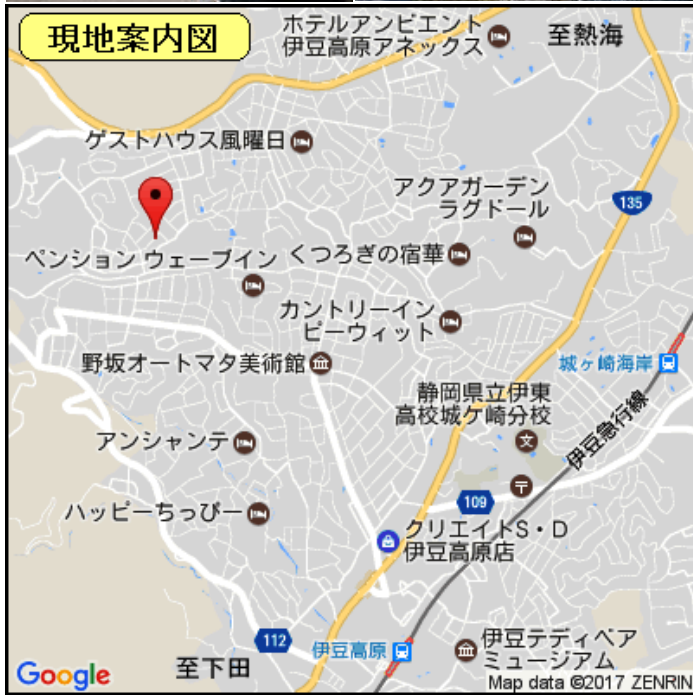 現地案内図
ホテルアンビエント
伊豆高原アネックス
至熱海
ゲストハウス風曜日
アクアガーデン
ラグドール
135
ペンション ウェーブイン
くつろぎの宿華
カントリーイン
ピーウィット
野坂オートマタ美術館
城ヶ崎海岸
静岡県立伊東
高校城ケ崎分校
文
伊豆急行線
アンシャンテ
〒
109
ハッピーちっぴー
クリエイトS・D
伊豆高原店
112
伊豆高原
伊豆テディベア
ミュージアム
至下田
Google
Map data ©2017 ZENRIN